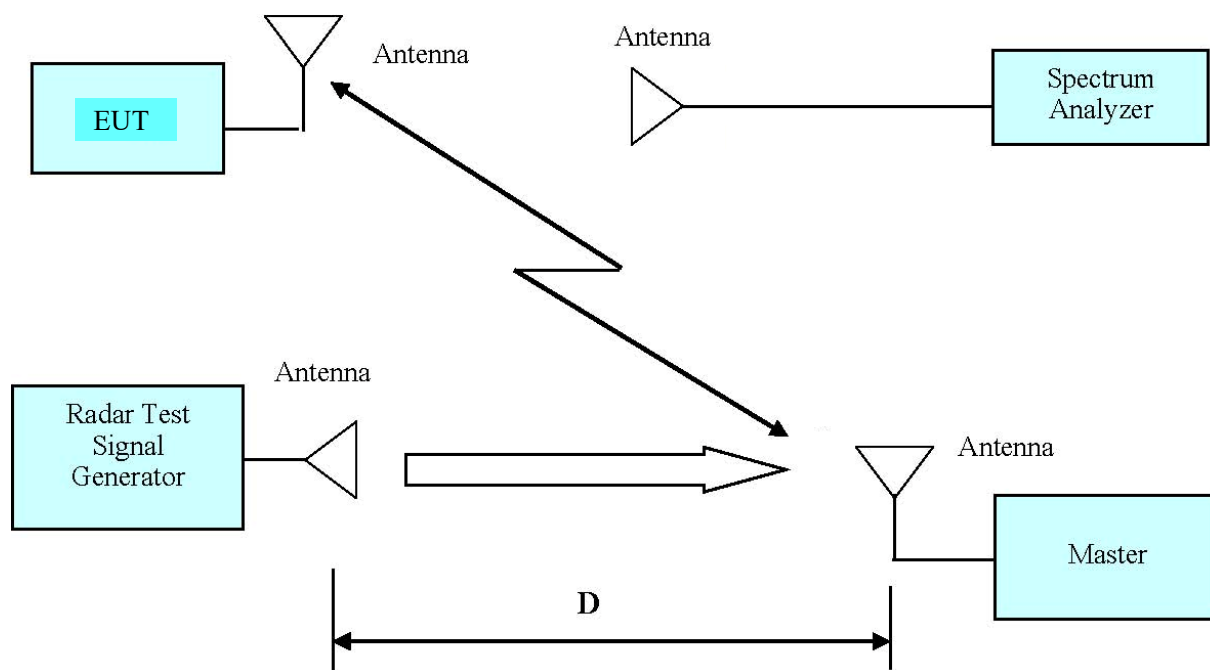 Antenna
Antenna
EUT
Spectrum
Analyzer
Antenna
Radar Test
Signal
Generator
Antenna
Master
D